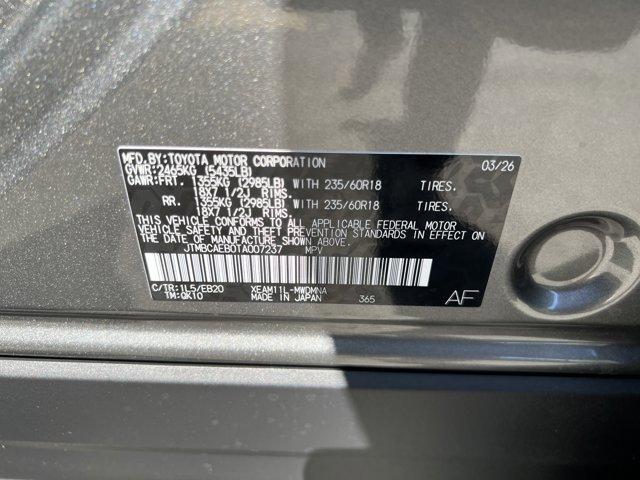 MFD.BY:TOYOTA MOTOR CORPORATION 03/26
GVWR:2465KG (5435LB)
GAWR:FRT. 1355KG (2985LB) WITH 235/60R18 TIRES.
18X7 1/2J RIMS.
RR. 1355KG (2985LB) WITH 235/60R18 TIRES.
18X7 1/2J RIMS.
THIS VEHICLE CONFORMS TO ALL APPLICABLE FEDERAL MOTOR
VEHICLE SAFETY AND THEFT PREVENTION STANDARDS IN EFFECT ON
THE DATE OF MANUFACTURE SHOWN ABOVE.
JTMBCAEB0TA007237 MPV
C/TR:1L5/EB20 XEAM11L-MWDMNA
TM:QK10 MADE IN JAPAN 365 AF